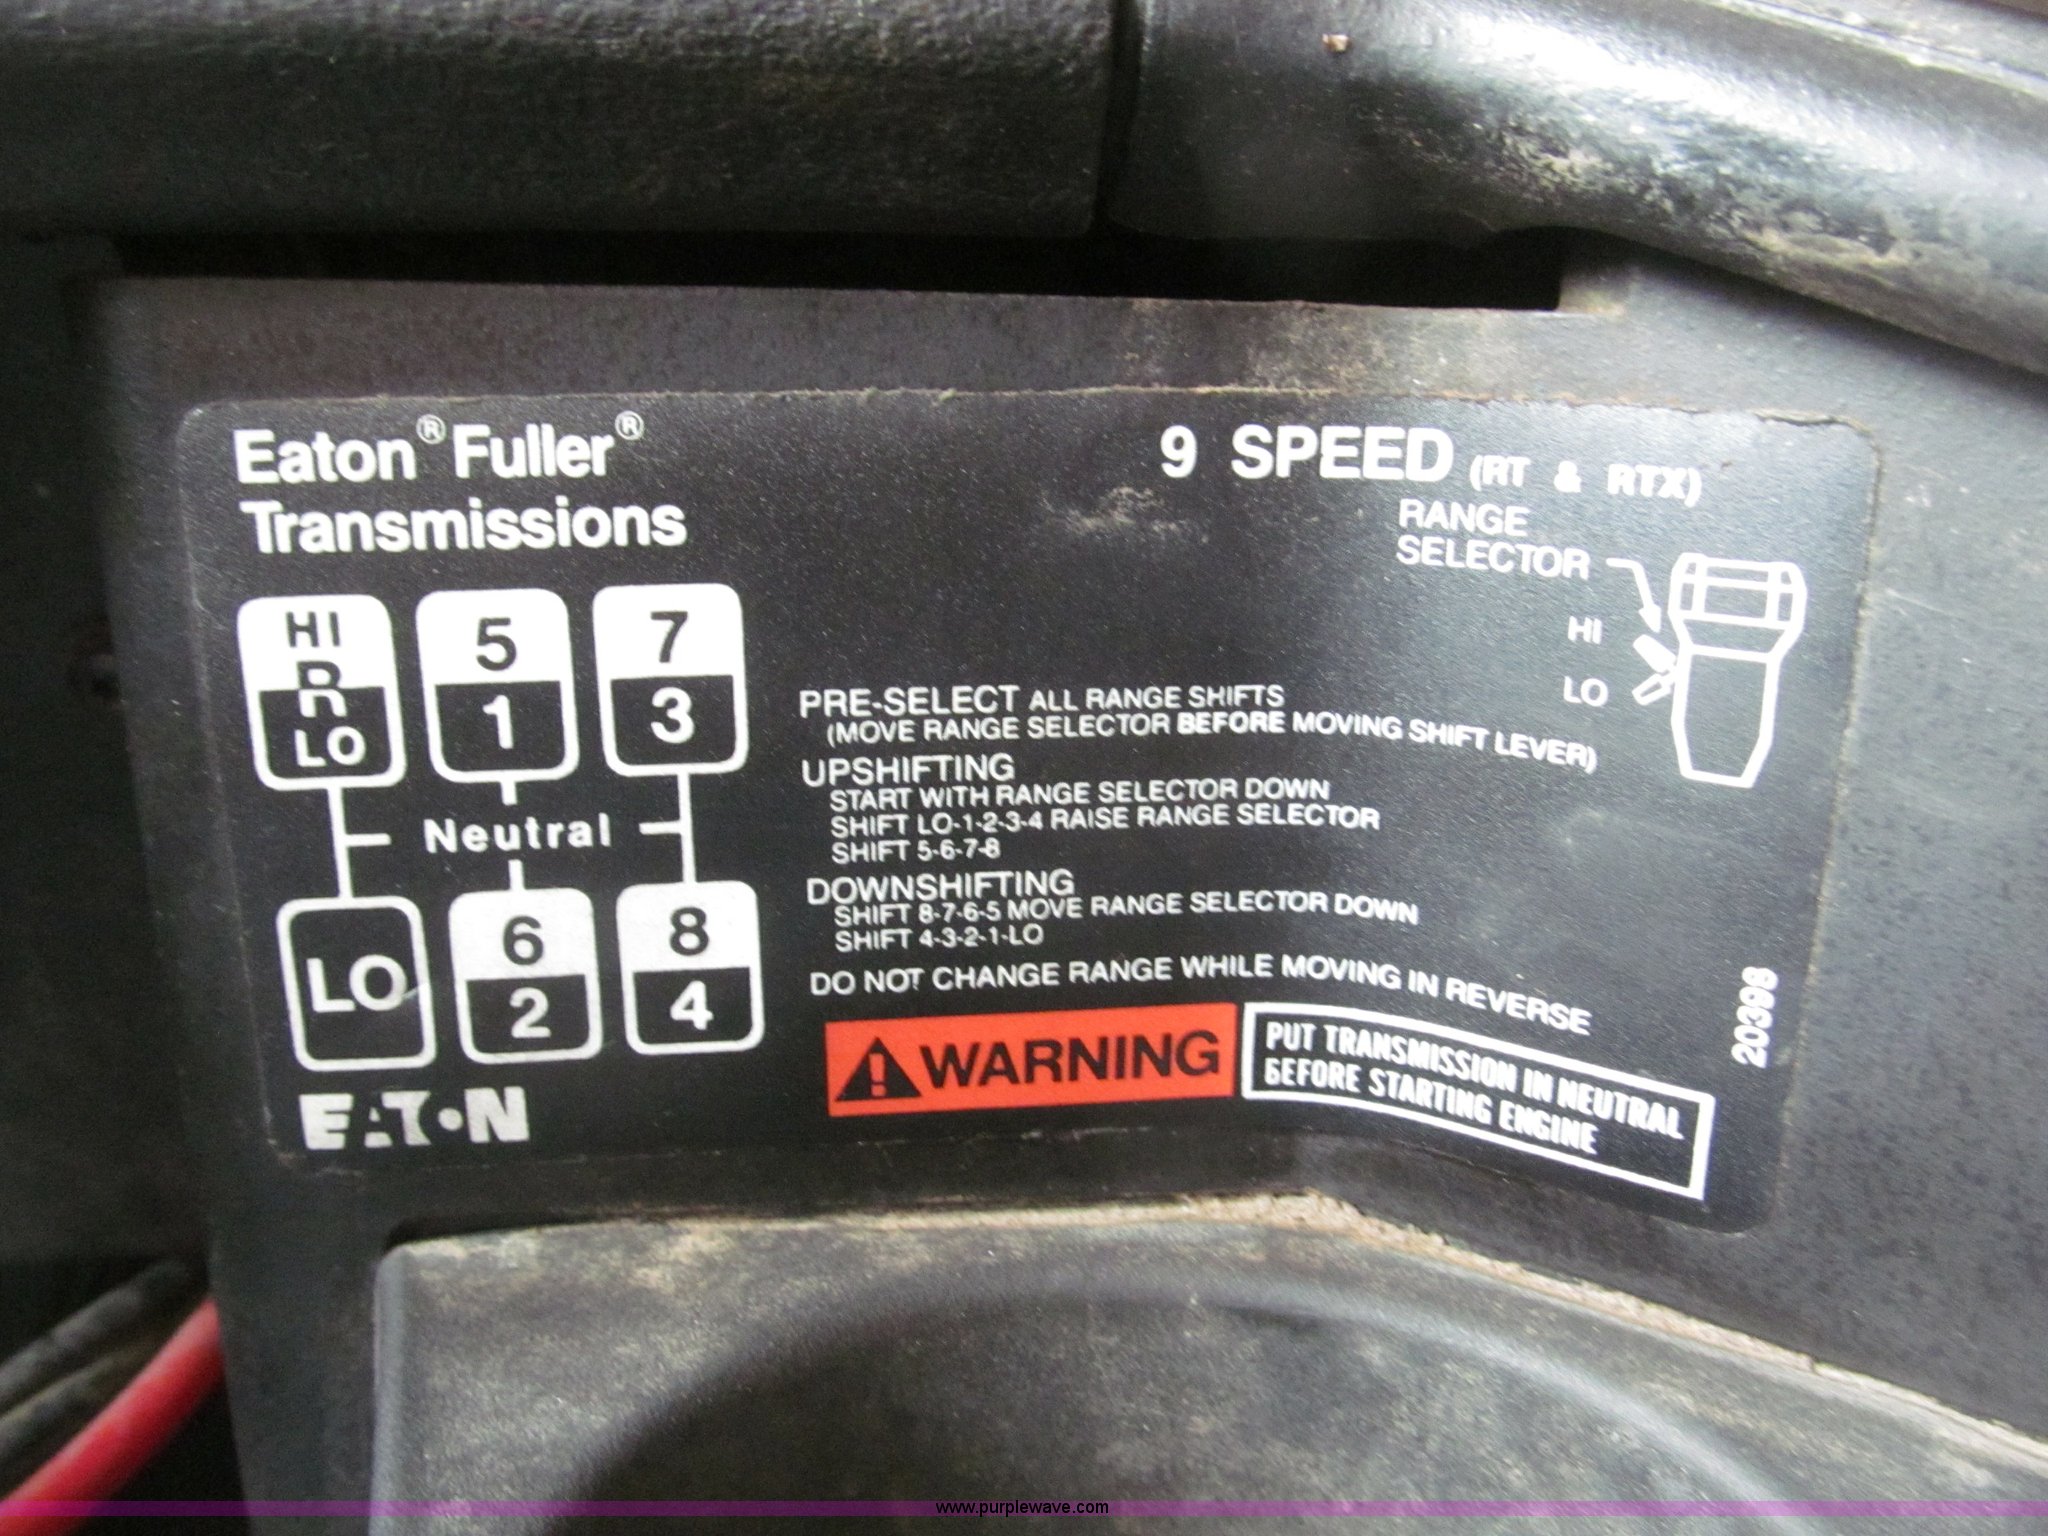 Eaton® Fuller®
Transmissions
9 SPEED (RT & RTX)
RANGE
SELECTOR
HI
LO
HI
R
LO
5
1
7
3
Neutral
LO
6
2
8
4
PRE-SELECT ALL RANGE SHIFTS
(MOVE RANGE SELECTOR BEFORE MOVING SHIFT LEVER)
UPSHIFTING
START WITH RANGE SELECTOR DOWN
SHIFT LO-1-2-3-4 RAISE RANGE SELECTOR
SHIFT 5-6-7-8
DOWNSHIFTING
SHIFT 8-7-6-5 MOVE RANGE SELECTOR DOWN
SHIFT 4-3-2-1-LO
DO NOT CHANGE RANGE WHILE MOVING IN REVERSE
WARNING
PUT TRANSMISSION IN NEUTRAL
BEFORE STARTING ENGINE
20398
EATON
www.purplewave.com